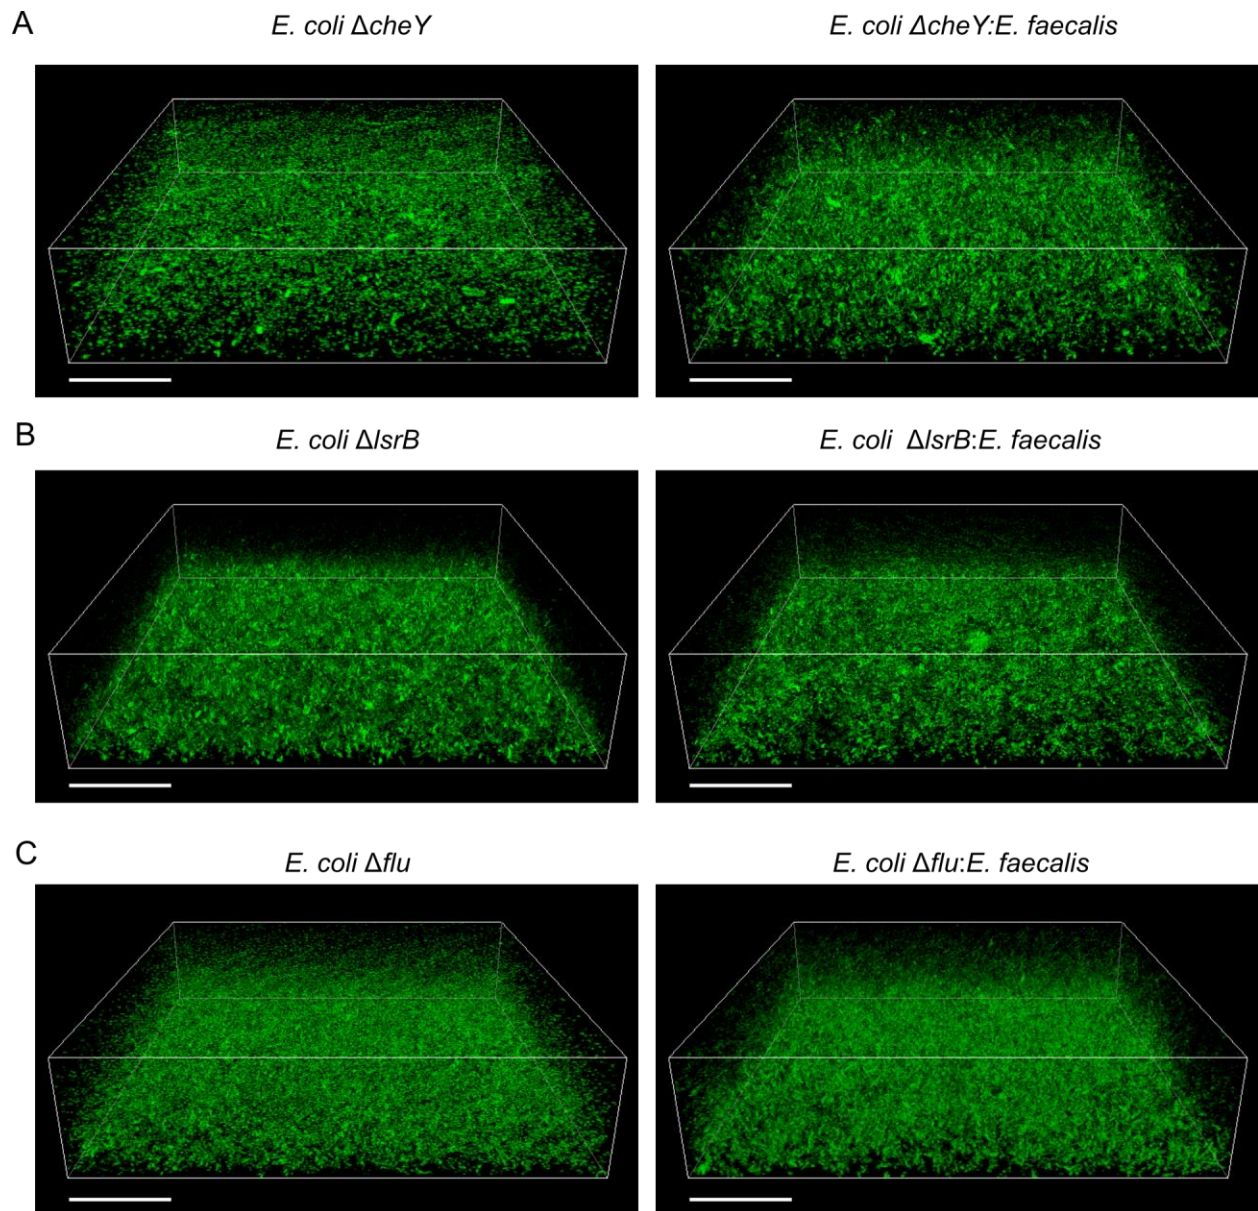 A
E. coli ΔcheY
E. coli ΔcheY:E. faecalis
B
E. coli ΔlsrB
E. coli ΔlsrB:E. faecalis
C
E. coli Δflu
E. coli Δflu:E. faecalis